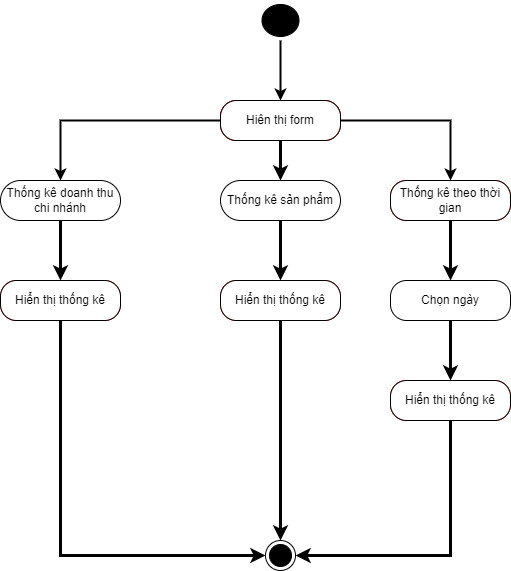 Hiên thị form
Thống kê doanh thu
chi nhánh
Thống kê sản phẩm
Thống kê theo thời
gian
Hiển thị thống kê
Hiển thị thống kê
Chọn ngày
Hiển thị thống kê